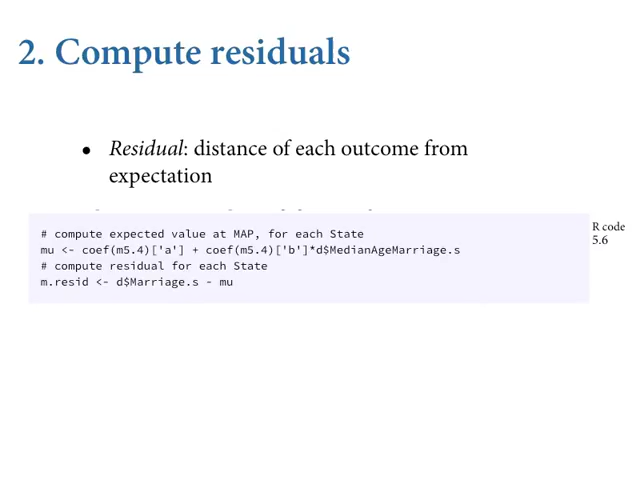 2. Compute residuals
• Residual: distance of each outcome from
expectation
# compute expected value at MAP, for each State
mu <- coef(m5.4)['a'] + coef(m5.4)['b']*d$MedianAgeMarriage.s
# compute residual for each State
m.resid <- d$Marriage.s - mu
R code
5.6